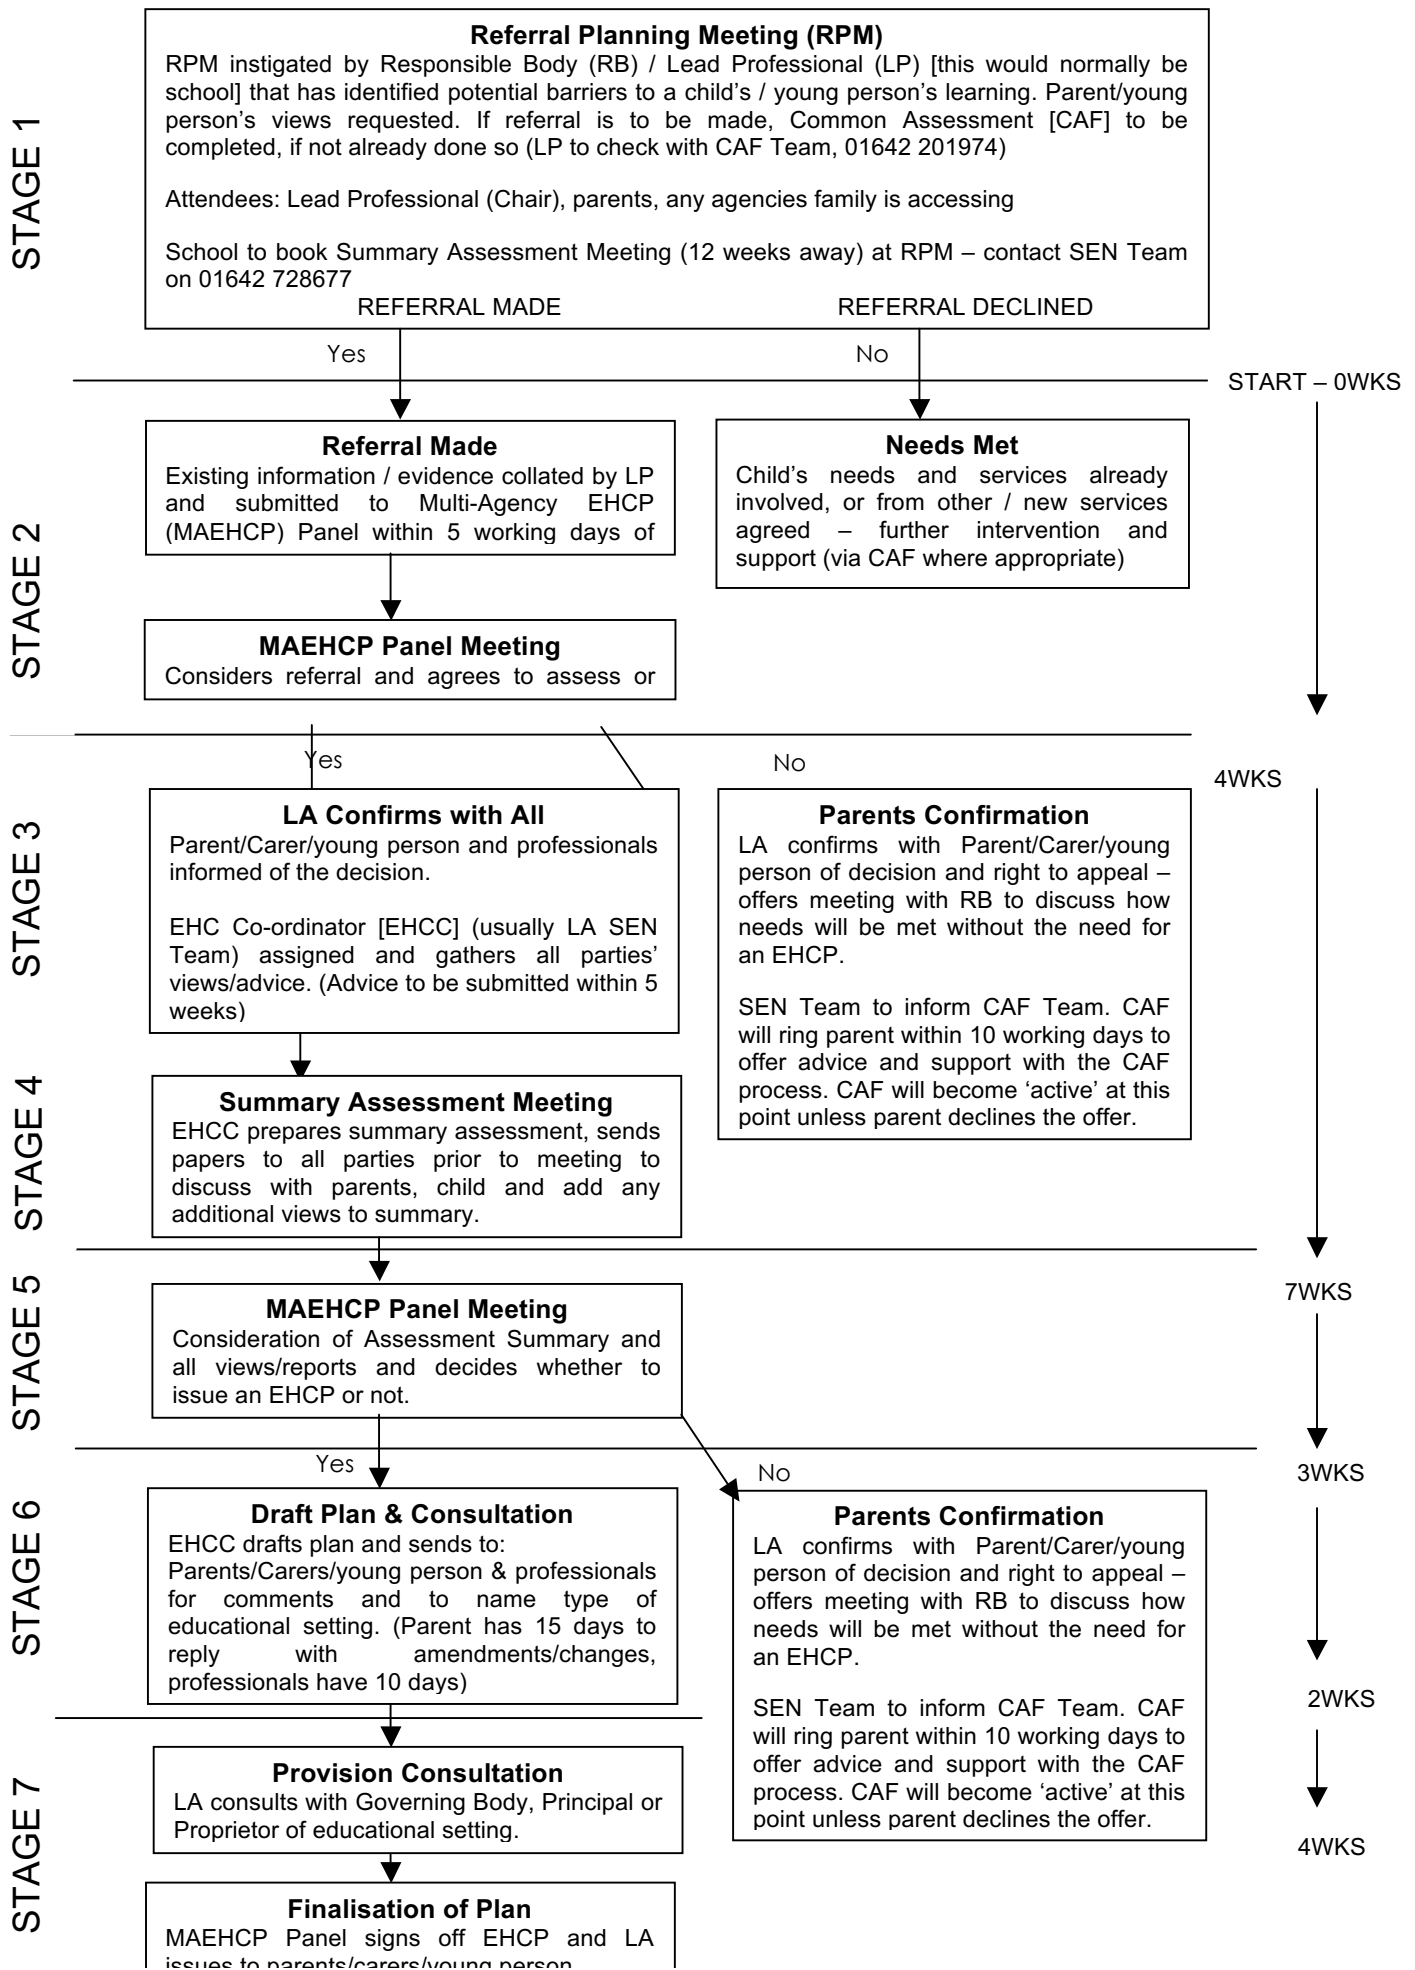 STAGE 1
Referral Planning Meeting (RPM)
RPM instigated by Responsible Body (RB) / Lead Professional (LP) [this would normally be
school] that has identified potential barriers to a child's / young person's learning. Parent/young
person's views requested. If referral is to be made, Common Assessment [CAF] to be
completed, if not already done so (LP to check with CAF Team, 01642 201974)
Attendees: Lead Professional (Chair), parents, any agencies family is accessing
School to book Summary Assessment Meeting (12 weeks away) at RPM – contact SEN Team
on 01642 728677
REFERRAL MADE
REFERRAL DECLINED
Yes
No
START – 0WKS
STAGE 2
Referral Made
Existing information / evidence collated by LP
and submitted to Multi-Agency EHCP
(MAEHCP) Panel within 5 working days of
Needs Met
Child's needs and services already
involved, or from other / new services
agreed – further intervention and
support (via CAF where appropriate)
MAEHCP Panel Meeting
Considers referral and agrees to assess or
Yes
No
4WKS
STAGE 3
LA Confirms with All
Parent/Carer/young person and professionals
informed of the decision.
EHC Co-ordinator [EHCC] (usually LA SEN
Team) assigned and gathers all parties'
views/advice. (Advice to be submitted within 5
weeks)
Parents Confirmation
LA confirms with Parent/Carer/young
person of decision and right to appeal –
offers meeting with RB to discuss how
needs will be met without the need for
an EHCP.
SEN Team to inform CAF Team. CAF
will ring parent within 10 working days to
offer advice and support with the CAF
process. CAF will become 'active' at this
point unless parent declines the offer.
STAGE 4
Summary Assessment Meeting
EHCC prepares summary assessment, sends
papers to all parties prior to meeting to
discuss with parents, child and add any
additional views to summary.
7WKS
STAGE 5
MAEHCP Panel Meeting
Consideration of Assessment Summary and
all views/reports and decides whether to
issue an EHCP or not.
Yes
No
3WKS
STAGE 6
Draft Plan & Consultation
EHCC drafts plan and sends to:
Parents/Carers/young person & professionals
for comments and to name type of
educational setting. (Parent has 15 days to
reply with amendments/changes,
professionals have 10 days)
Parents Confirmation
LA confirms with Parent/Carer/young
person of decision and right to appeal –
offers meeting with RB to discuss how
needs will be met without the need for
an EHCP.
SEN Team to inform CAF Team. CAF
will ring parent within 10 working days to
offer advice and support with the CAF
process. CAF will become 'active' at this
point unless parent declines the offer.
2WKS
STAGE 7
Provision Consultation
LA consults with Governing Body, Principal or
Proprietor of educational setting.
4WKS
Finalisation of Plan
MAEHCP Panel signs off EHCP and LA
issues to parents/carers/young person